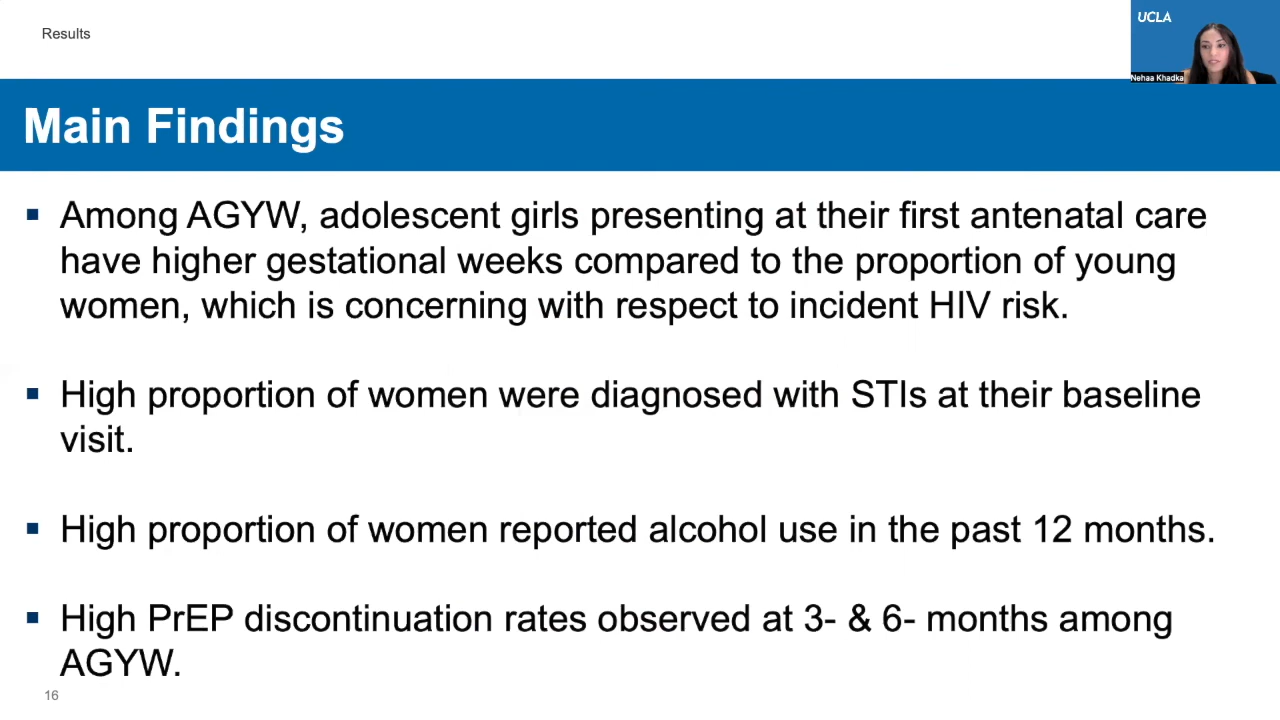 Results
UCLA
Nehaa Khadka
Main Findings
▪ Among AGYW, adolescent girls presenting at their first antenatal care
have higher gestational weeks compared to the proportion of young
women, which is concerning with respect to incident HIV risk.
▪ High proportion of women were diagnosed with STIs at their baseline
visit.
▪ High proportion of women reported alcohol use in the past 12 months.
▪ High PrEP discontinuation rates observed at 3- & 6- months among
AGYW.
16